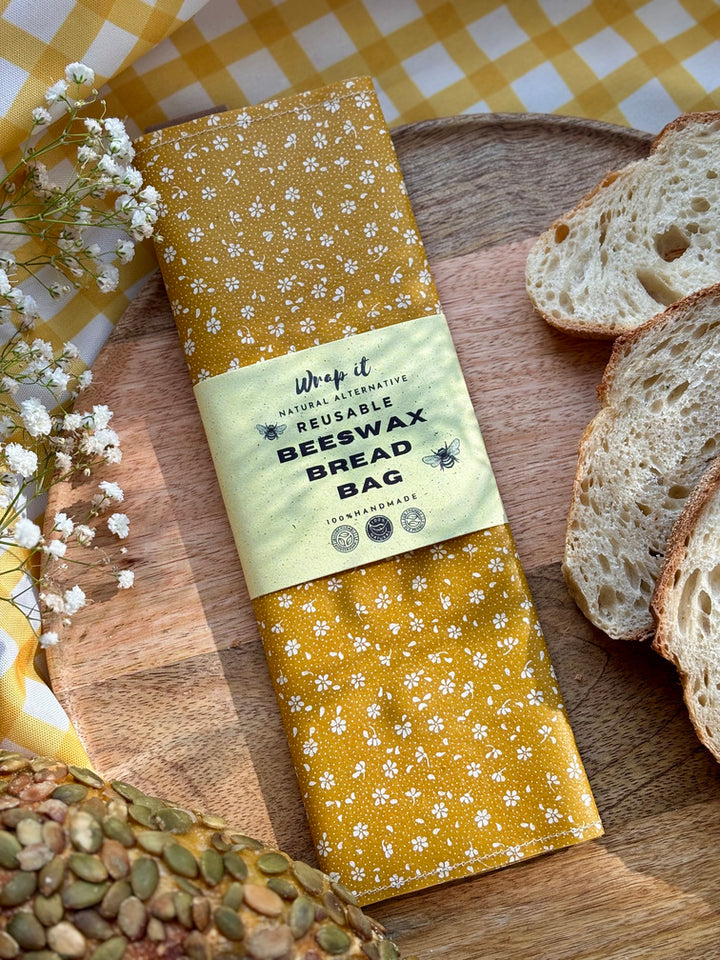 Wrap it
NATURAL ALTERNATIVE
REUSABLE
BEESWAX
BREAD
BAG
100%HANDMADE